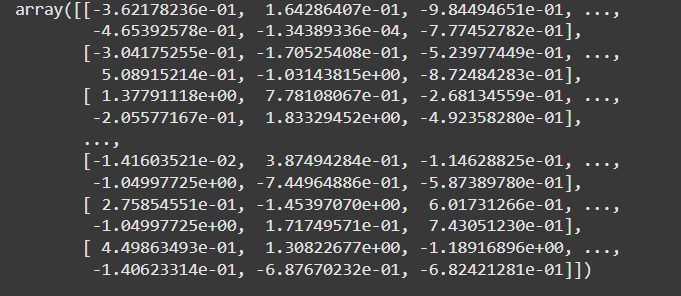 array([[-3.62178236e-01, 1.64286407e-01, -9.84494651e-01, ...,
-4.65392578e-01, -1.34389336e-04, -7.77452782e-01],
[-3.04175255e-01, -1.70525408e-01, -5.23977449e-01, ...,
5.08915214e-01, -1.03143815e+00, -8.72484283e-01],
[ 1.37791118e+00, 7.78108067e-01, -2.68134559e-01, ...,
-2.05577167e-01, 1.83329452e+00, -4.92358280e-01],
...,
[-1.41603521e-02, 3.87494284e-01, -1.14628825e-01, ...,
-1.04997725e+00, -7.44964886e-01, -5.87389780e-01],
[ 2.75854551e-01, -1.45397070e+00, 6.01731266e-01, ...,
-1.04997725e+00, 1.71749571e-01, 7.43051230e-01],
[ 4.49863493e-01, 1.30822677e+00, -1.18916896e+00, ...,
-1.40623314e-01, -6.87670232e-01, -6.82421281e-01]])